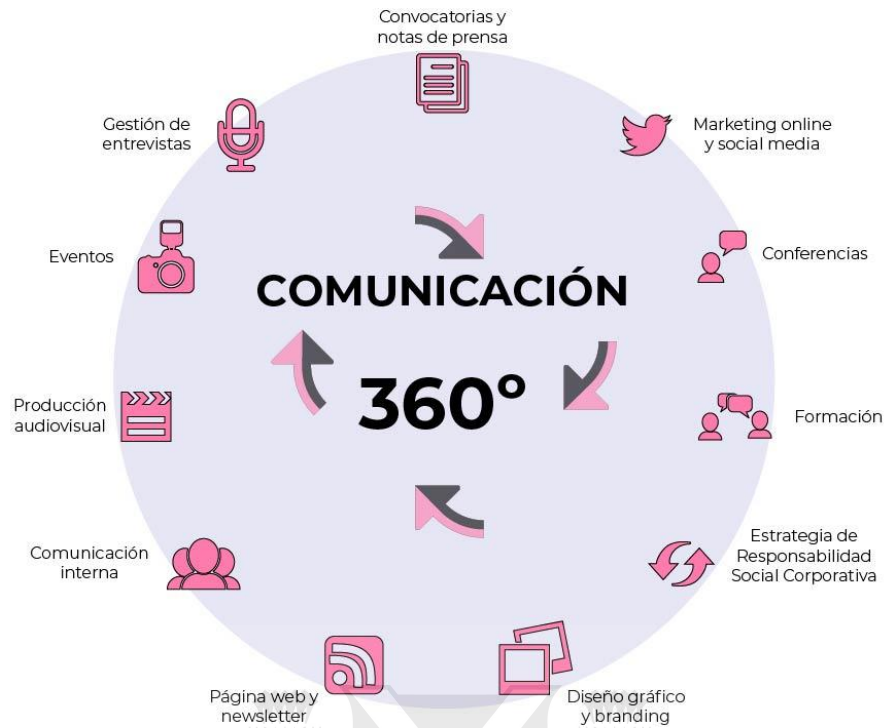 Convocatorias y
notas de prensa
Marketing online
y social media
Conferencias
Formación
Estrategia de
Responsabilidad
Social Corporativa
Diseño gráfico
y branding
Página web y
newsletter
Comunicación
interna
Producción
audiovisual
Eventos
Gestión de
entrevistas
COMUNICACIÓN
360º